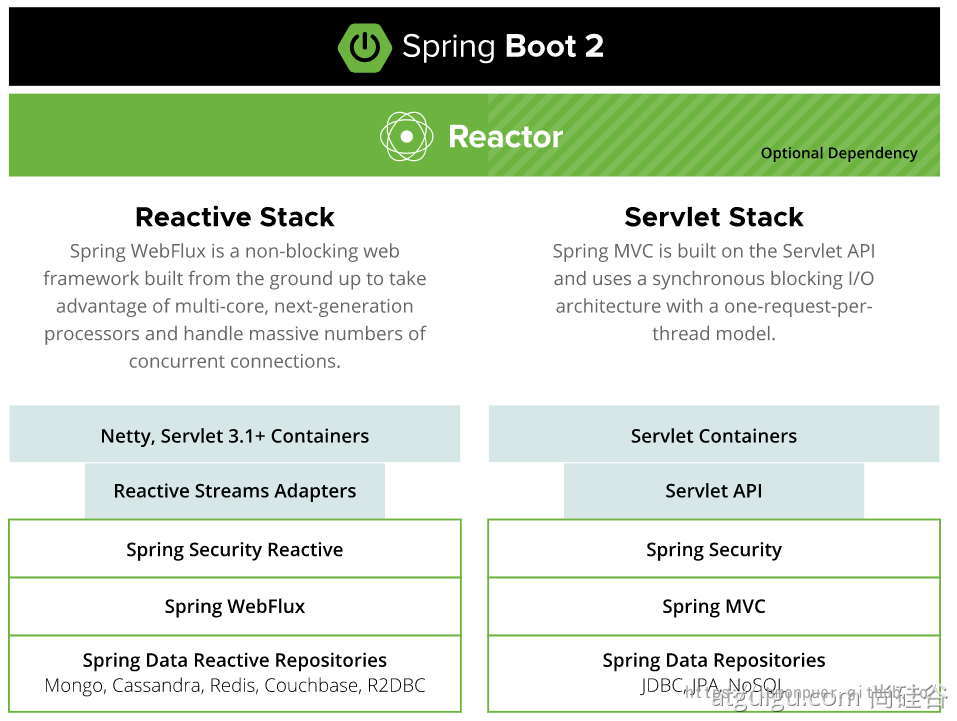 Spring Boot 2
Reactor
Optional Dependency
Reactive Stack
Spring WebFlux is a non-blocking web
framework built from the ground up to take
advantage of multi-core, next-generation
processors and handle massive numbers of
concurrent connections.
Servlet Stack
Spring MVC is built on the Servlet API
and uses a synchronous blocking I/O
architecture with a one-request-per-
thread model.
Netty, Servlet 3.1+ Containers
Reactive Streams Adapters
Spring Security Reactive
Spring WebFlux
Spring Data Reactive Repositories
Mongo, Cassandra, Redis, Couchbase, R2DBC
Servlet Containers
Servlet API
Spring Security
Spring MVC
Spring Data Repositories
JDBC, JPA, NoSQL
atguigu.com 尚硅谷